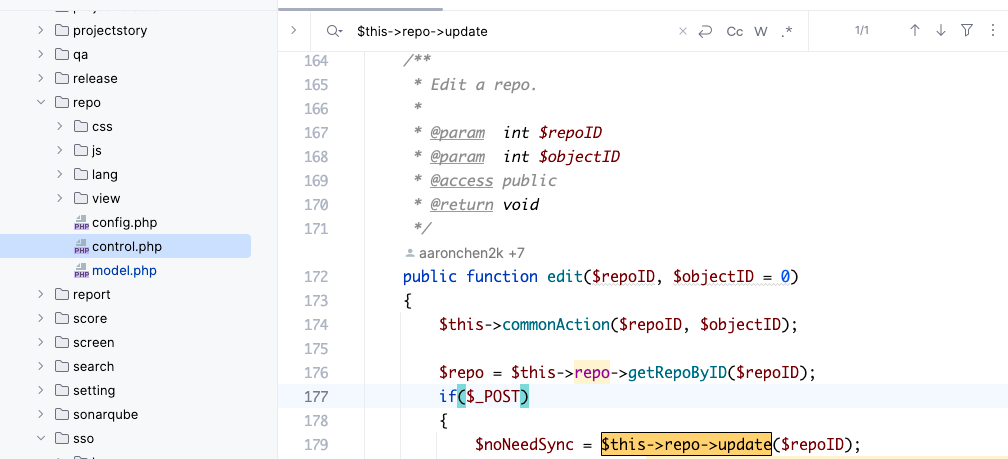 projectstory
qa
release
repo
css
js
lang
view
config.php
control.php
model.php
report
score
screen
search
setting
sonarqube
sso
$this->repo->update
Cc W .*
1/1
164 /**
165 * Edit a repo.
166 *
167 * @param int $repoID
168 * @param int $objectID
169 * @access public
170 * @return void
171 */
aaronchen2k +7
172 public function edit($repoID, $objectID = 0)
173 {
174 $this->commonAction($repoID, $objectID);
175
176 $repo = $this->repo->getRepoByID($repoID);
177 if($_POST)
178 {
179 $noNeedSync = $this->repo->update($repoID);